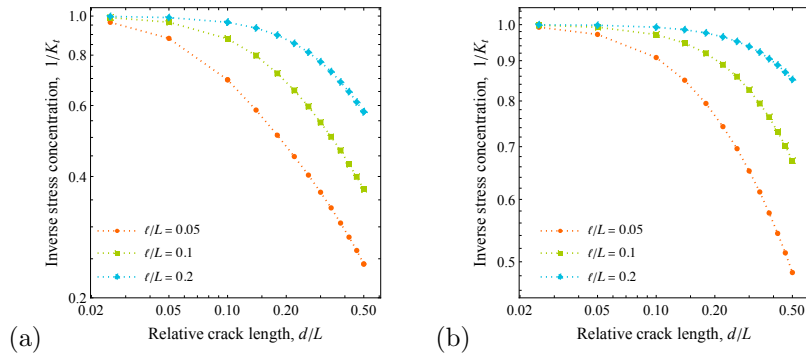 1.0
0.8
0.6
0.4
0.2
Inverse stress concentration, 1/K_t
ℓ/L = 0.05
ℓ/L = 0.1
ℓ/L = 0.2
0.02 0.05 0.10 0.20 0.50
Relative crack length, d/L
(a)
1.0
0.9
0.8
0.7
0.6
0.5
Inverse stress concentration, 1/K_t
ℓ/L = 0.05
ℓ/L = 0.1
ℓ/L = 0.2
0.02 0.05 0.10 0.20 0.50
Relative crack length, d/L
(b)